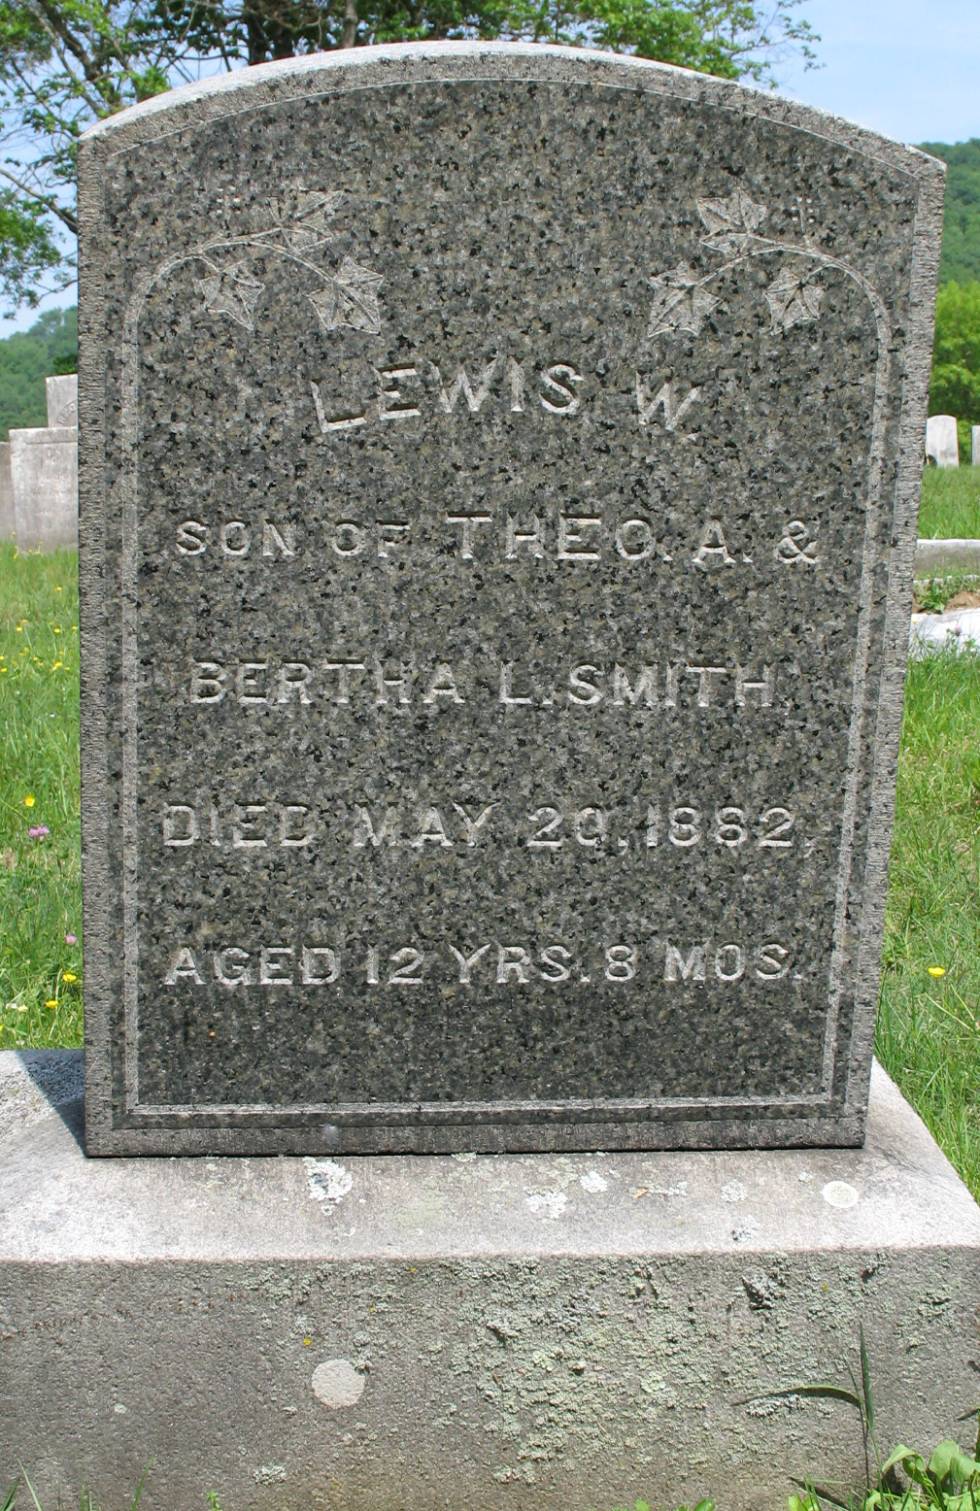 LEWIS W.
SON OF THEO. A. &
BERTHA L. SMITH,
DIED MAY 20, 1882,
AGED 12 YRS. 8 MOS.